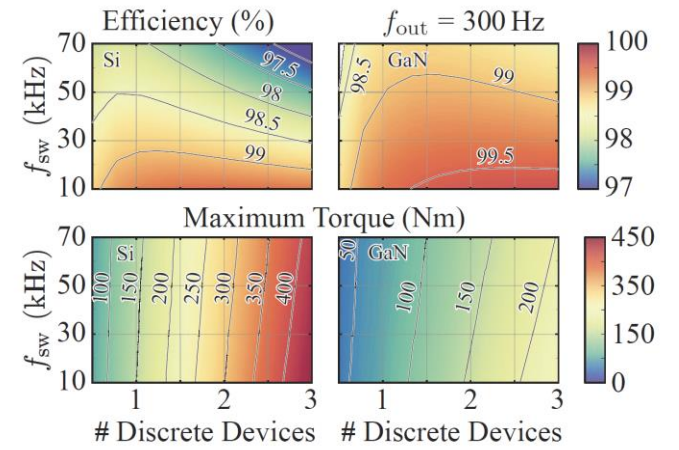 Efficiency (%) f_out = 300 Hz
70 Si 97.5 GaN 98.5 99 100
f_sw (kHz) 50 98 99
98.5
30 99 99.5 98
10 97
Maximum Torque (Nm)
70 Si 50 GaN 450
f_sw (kHz) 50 100 150 200 250 300 350 400 100 150 200 350
30 150
10 0
1 2 3 1 2 3
# Discrete Devices # Discrete Devices